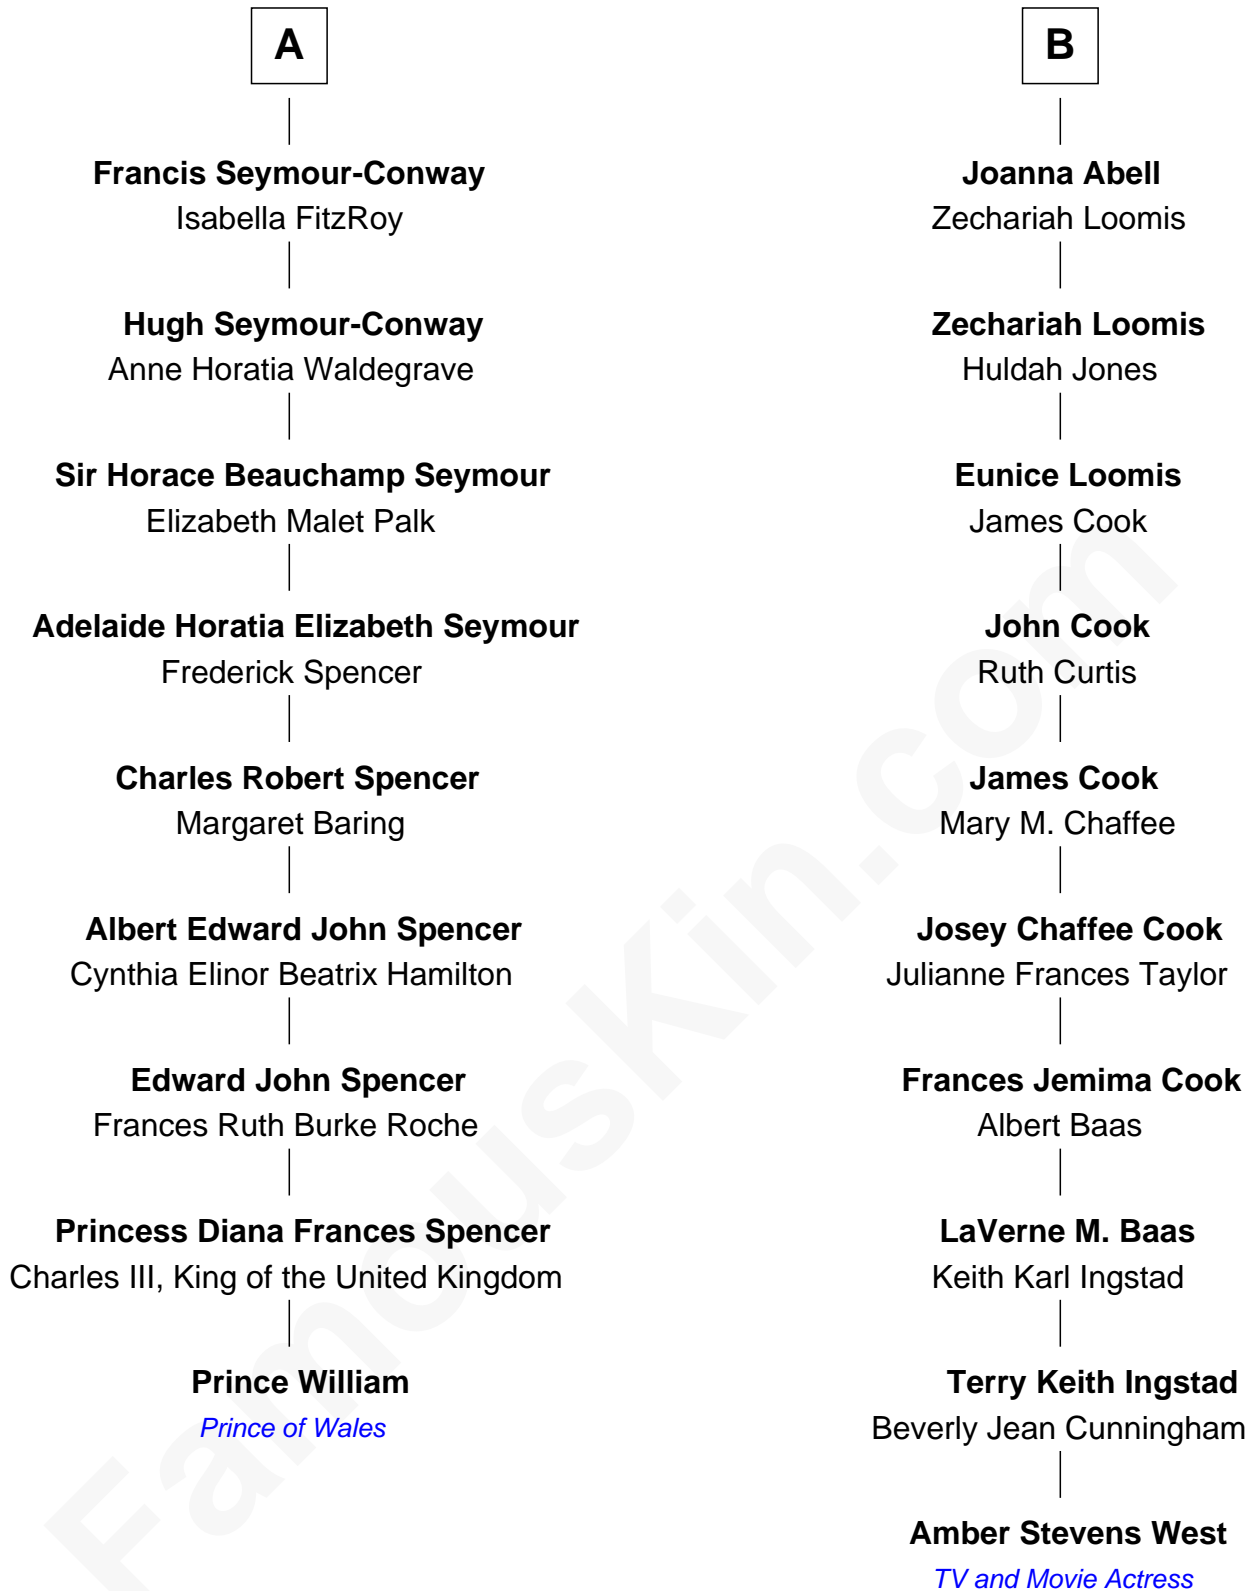 A
Francis Seymour-Conway
Isabella FitzRoy
Hugh Seymour-Conway
Anne Horatia Waldegrave
Sir Horace Beauchamp Seymour
Elizabeth Malet Palk
Adelaide Horatia Elizabeth Seymour
Frederick Spencer
Charles Robert Spencer
Margaret Baring
Albert Edward John Spencer
Cynthia Elinor Beatrix Hamilton
Edward John Spencer
Frances Ruth Burke Roche
Princess Diana Frances Spencer
Charles III, King of the United Kingdom
Prince William
Prince of Wales
B
Joanna Abell
Zechariah Loomis
Zechariah Loomis
Huldah Jones
Eunice Loomis
James Cook
John Cook
Ruth Curtis
James Cook
Mary M. Chaffee
Josey Chaffee Cook
Julianne Frances Taylor
Frances Jemima Cook
Albert Baas
LaVerne M. Baas
Keith Karl Ingstad
Terry Keith Ingstad
Beverly Jean Cunningham
Amber Stevens West
TV and Movie Actress
FamousKin.com